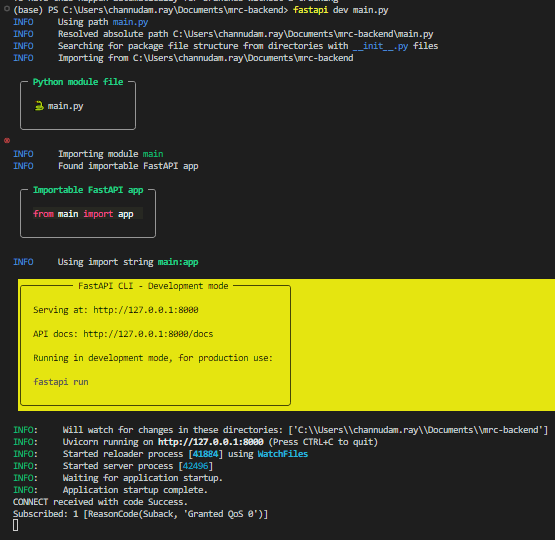 (base) PS C:\Users\channudam.ray\Documents\mrc-backend> fastapi dev main.py
INFO Using path main.py
INFO Resolved absolute path C:\Users\channudam.ray\Documents\mrc-backend\main.py
INFO Searching for package file structure from directories with __init__.py files
INFO Importing from C:\Users\channudam.ray\Documents\mrc-backend
Python module file
🐍 main.py
INFO Importing module main
INFO Found importable FastAPI app
Importable FastAPI app
from main import app
INFO Using import string main:app
FastAPI CLI - Development mode
Serving at: http://127.0.0.1:8000
API docs: http://127.0.0.1:8000/docs
Running in development mode, for production use:
fastapi run
INFO: Will watch for changes in these directories: ['C:\\Users\\channudam.ray\\Documents\\mrc-backend']
INFO: Uvicorn running on http://127.0.0.1:8000 (Press CTRL+C to quit)
INFO: Started reloader process [41884] using WatchFiles
INFO: Started server process [42496]
INFO: Waiting for application startup.
INFO: Application startup complete.
CONNECT received with code Success.
Subscribed: 1 [ReasonCode(Suback, 'Granted QoS 0')]